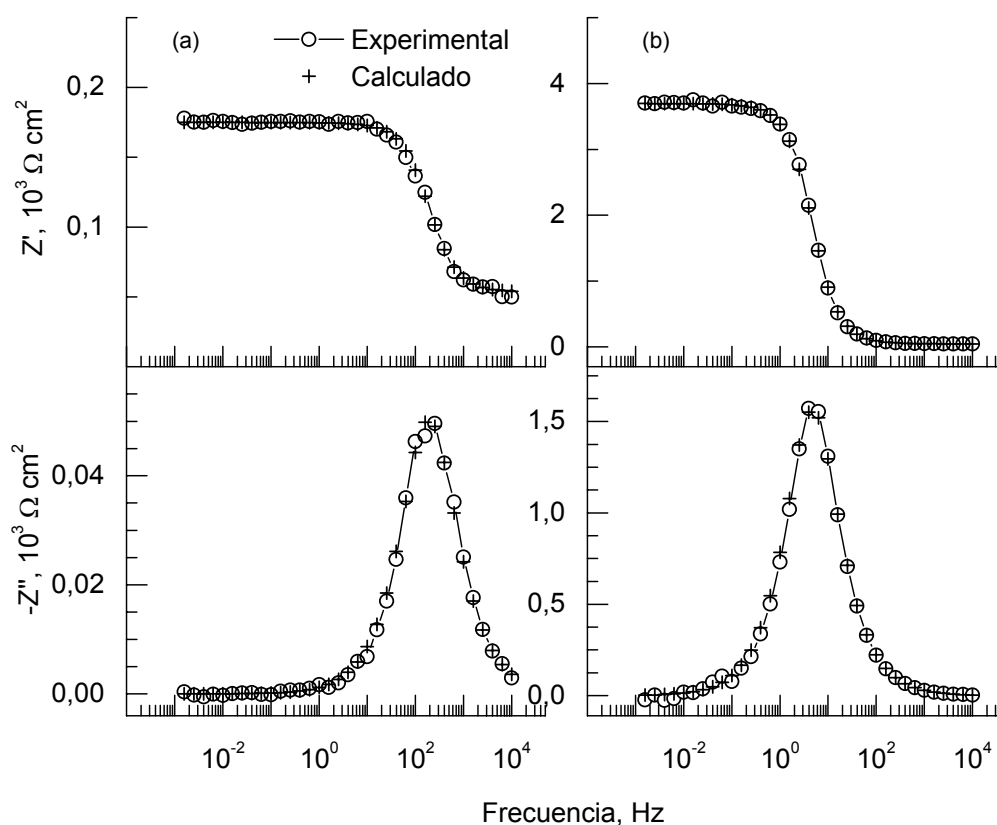 (a)
Experimental
Calculado
(b)
0,2
0,1
Z', 10³ Ω cm²
4
2
0
0,04
0,02
0,00
-Z'', 10³ Ω cm²
1,5
1,0
0,5
0,0
10⁻² 10⁰ 10² 10⁴
10⁻² 10⁰ 10² 10⁴
Frecuencia, Hz